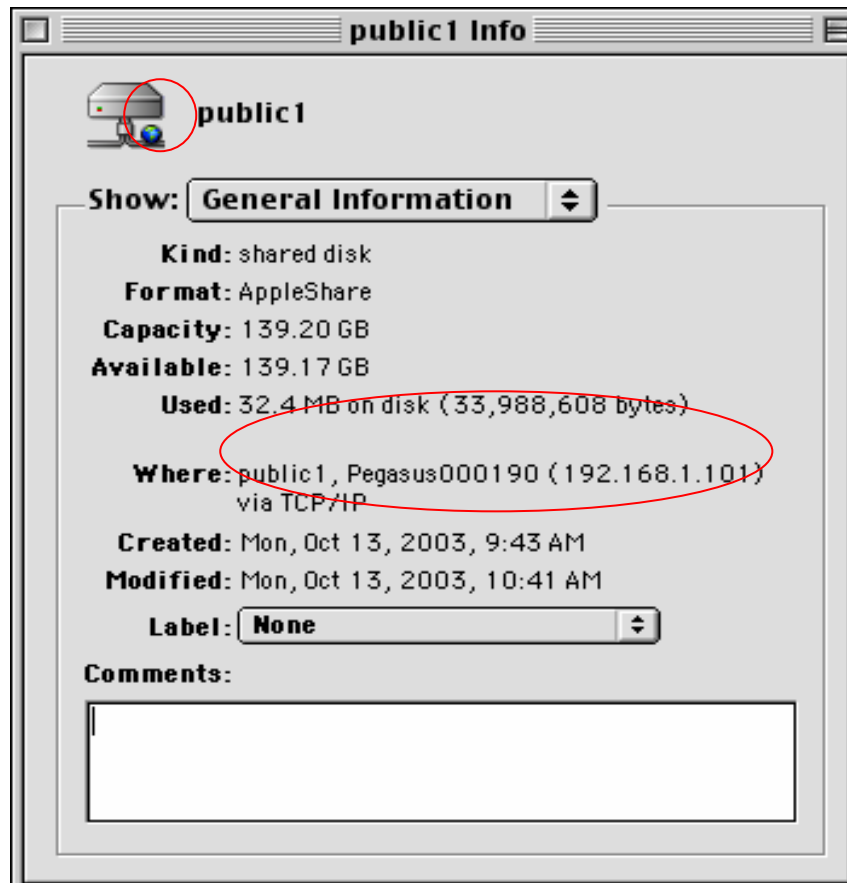 public1 Info
public1
Show: General Information
Kind: shared disk
Format: AppleShare
Capacity: 139.20 GB
Available: 139.17 GB
Used: 32.4 MB on disk (33,988,608 bytes)
Where: public1, Pegasus000190 (192.168.1.101)
via TCP/IP
Created: Mon, Oct 13, 2003, 9:43 AM
Modified: Mon, Oct 13, 2003, 10:41 AM
Label: None
Comments: